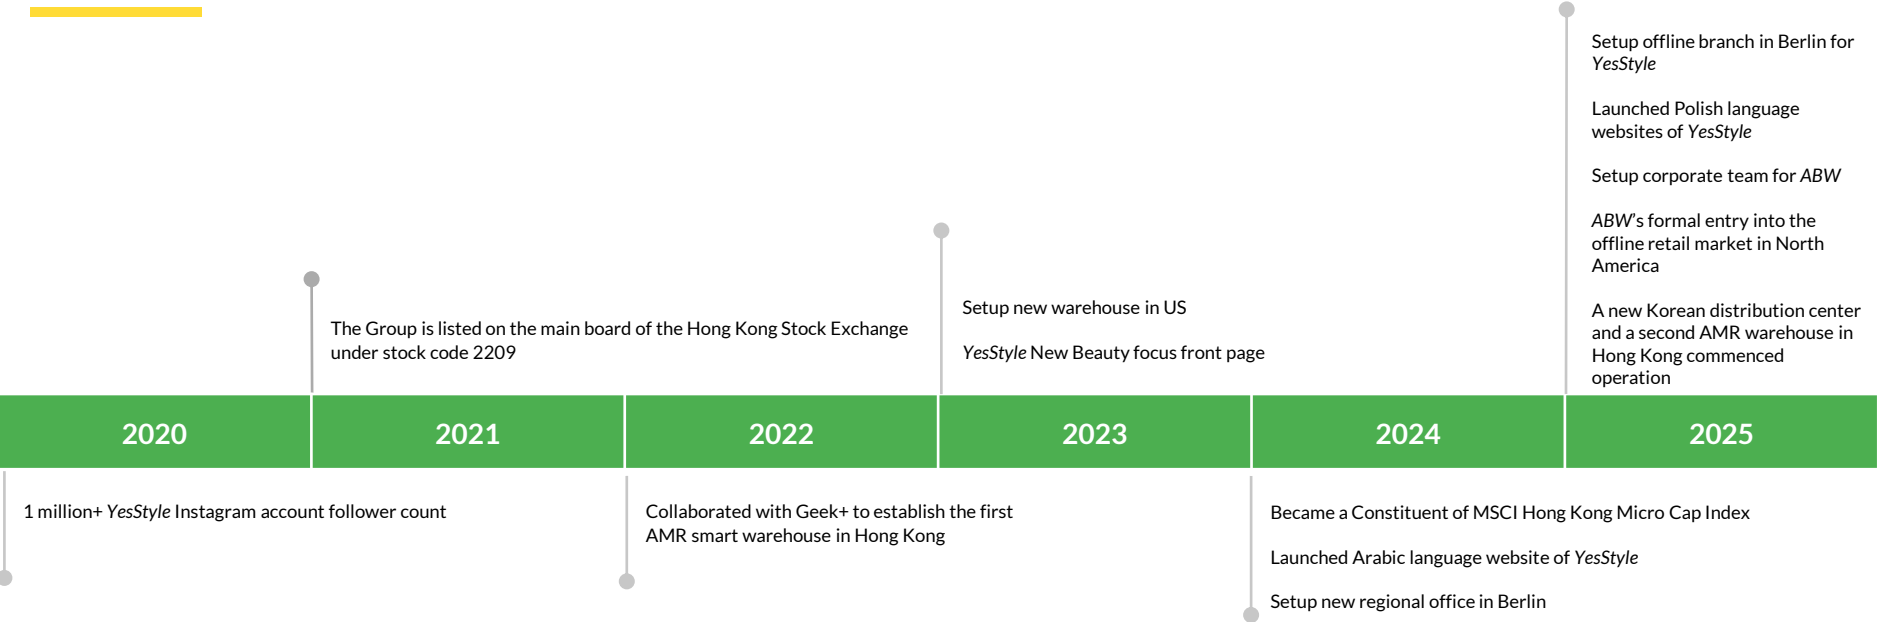 Setup offline branch in Berlin for
YesStyle
Launched Polish language
websites of YesStyle
Setup corporate team for ABW
ABW's formal entry into the
offline retail market in North
America
A new Korean distribution center
and a second AMR warehouse in
Hong Kong commenced
operation
Setup new warehouse in US
YesStyle New Beauty focus front page
The Group is listed on the main board of the Hong Kong Stock Exchange
under stock code 2209
2020
2021
2022
2023
2024
2025
1 million+ YesStyle Instagram account follower count
Collaborated with Geek+ to establish the first
AMR smart warehouse in Hong Kong
Became a Constituent of MSCI Hong Kong Micro Cap Index
Launched Arabic language website of YesStyle
Setup new regional office in Berlin